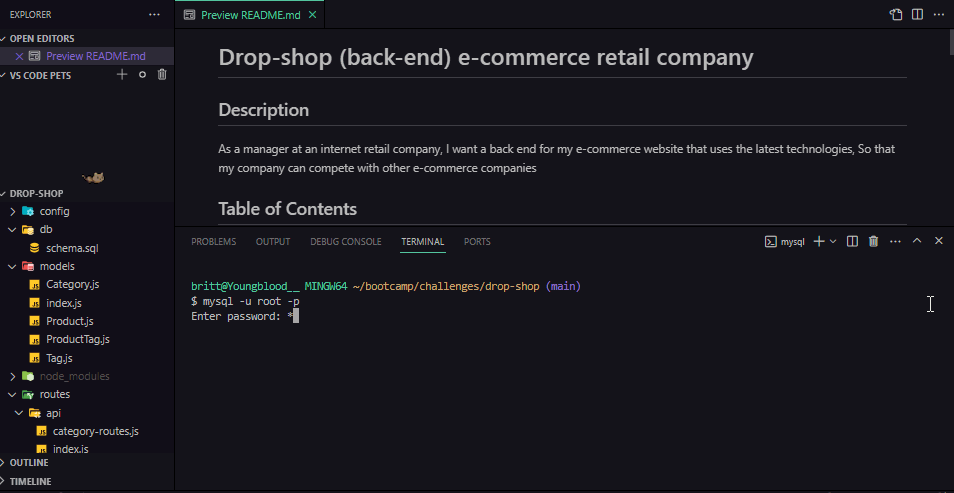 EXPLORER
OPEN EDITORS
Preview README.md
VS CODE PETS
DROP-SHOP
config
db
schema.sql
models
Category.js
index.js
Product.js
ProductTag.js
Tag.js
node_modules
routes
api
category-routes.js
index.js
OUTLINE
TIMELINE
Preview README.md
Drop-shop (back-end) e-commerce retail company
Description
As a manager at an internet retail company, I want a back end for my e-commerce website that uses the latest technologies, So that
my company can compete with other e-commerce companies
Table of Contents
PROBLEMS OUTPUT DEBUG CONSOLE TERMINAL PORTS
mysql
britt@Youngblood__ MINGW64 ~/bootcamp/challenges/drop-shop (main)
$ mysql -u root -p
Enter password: *